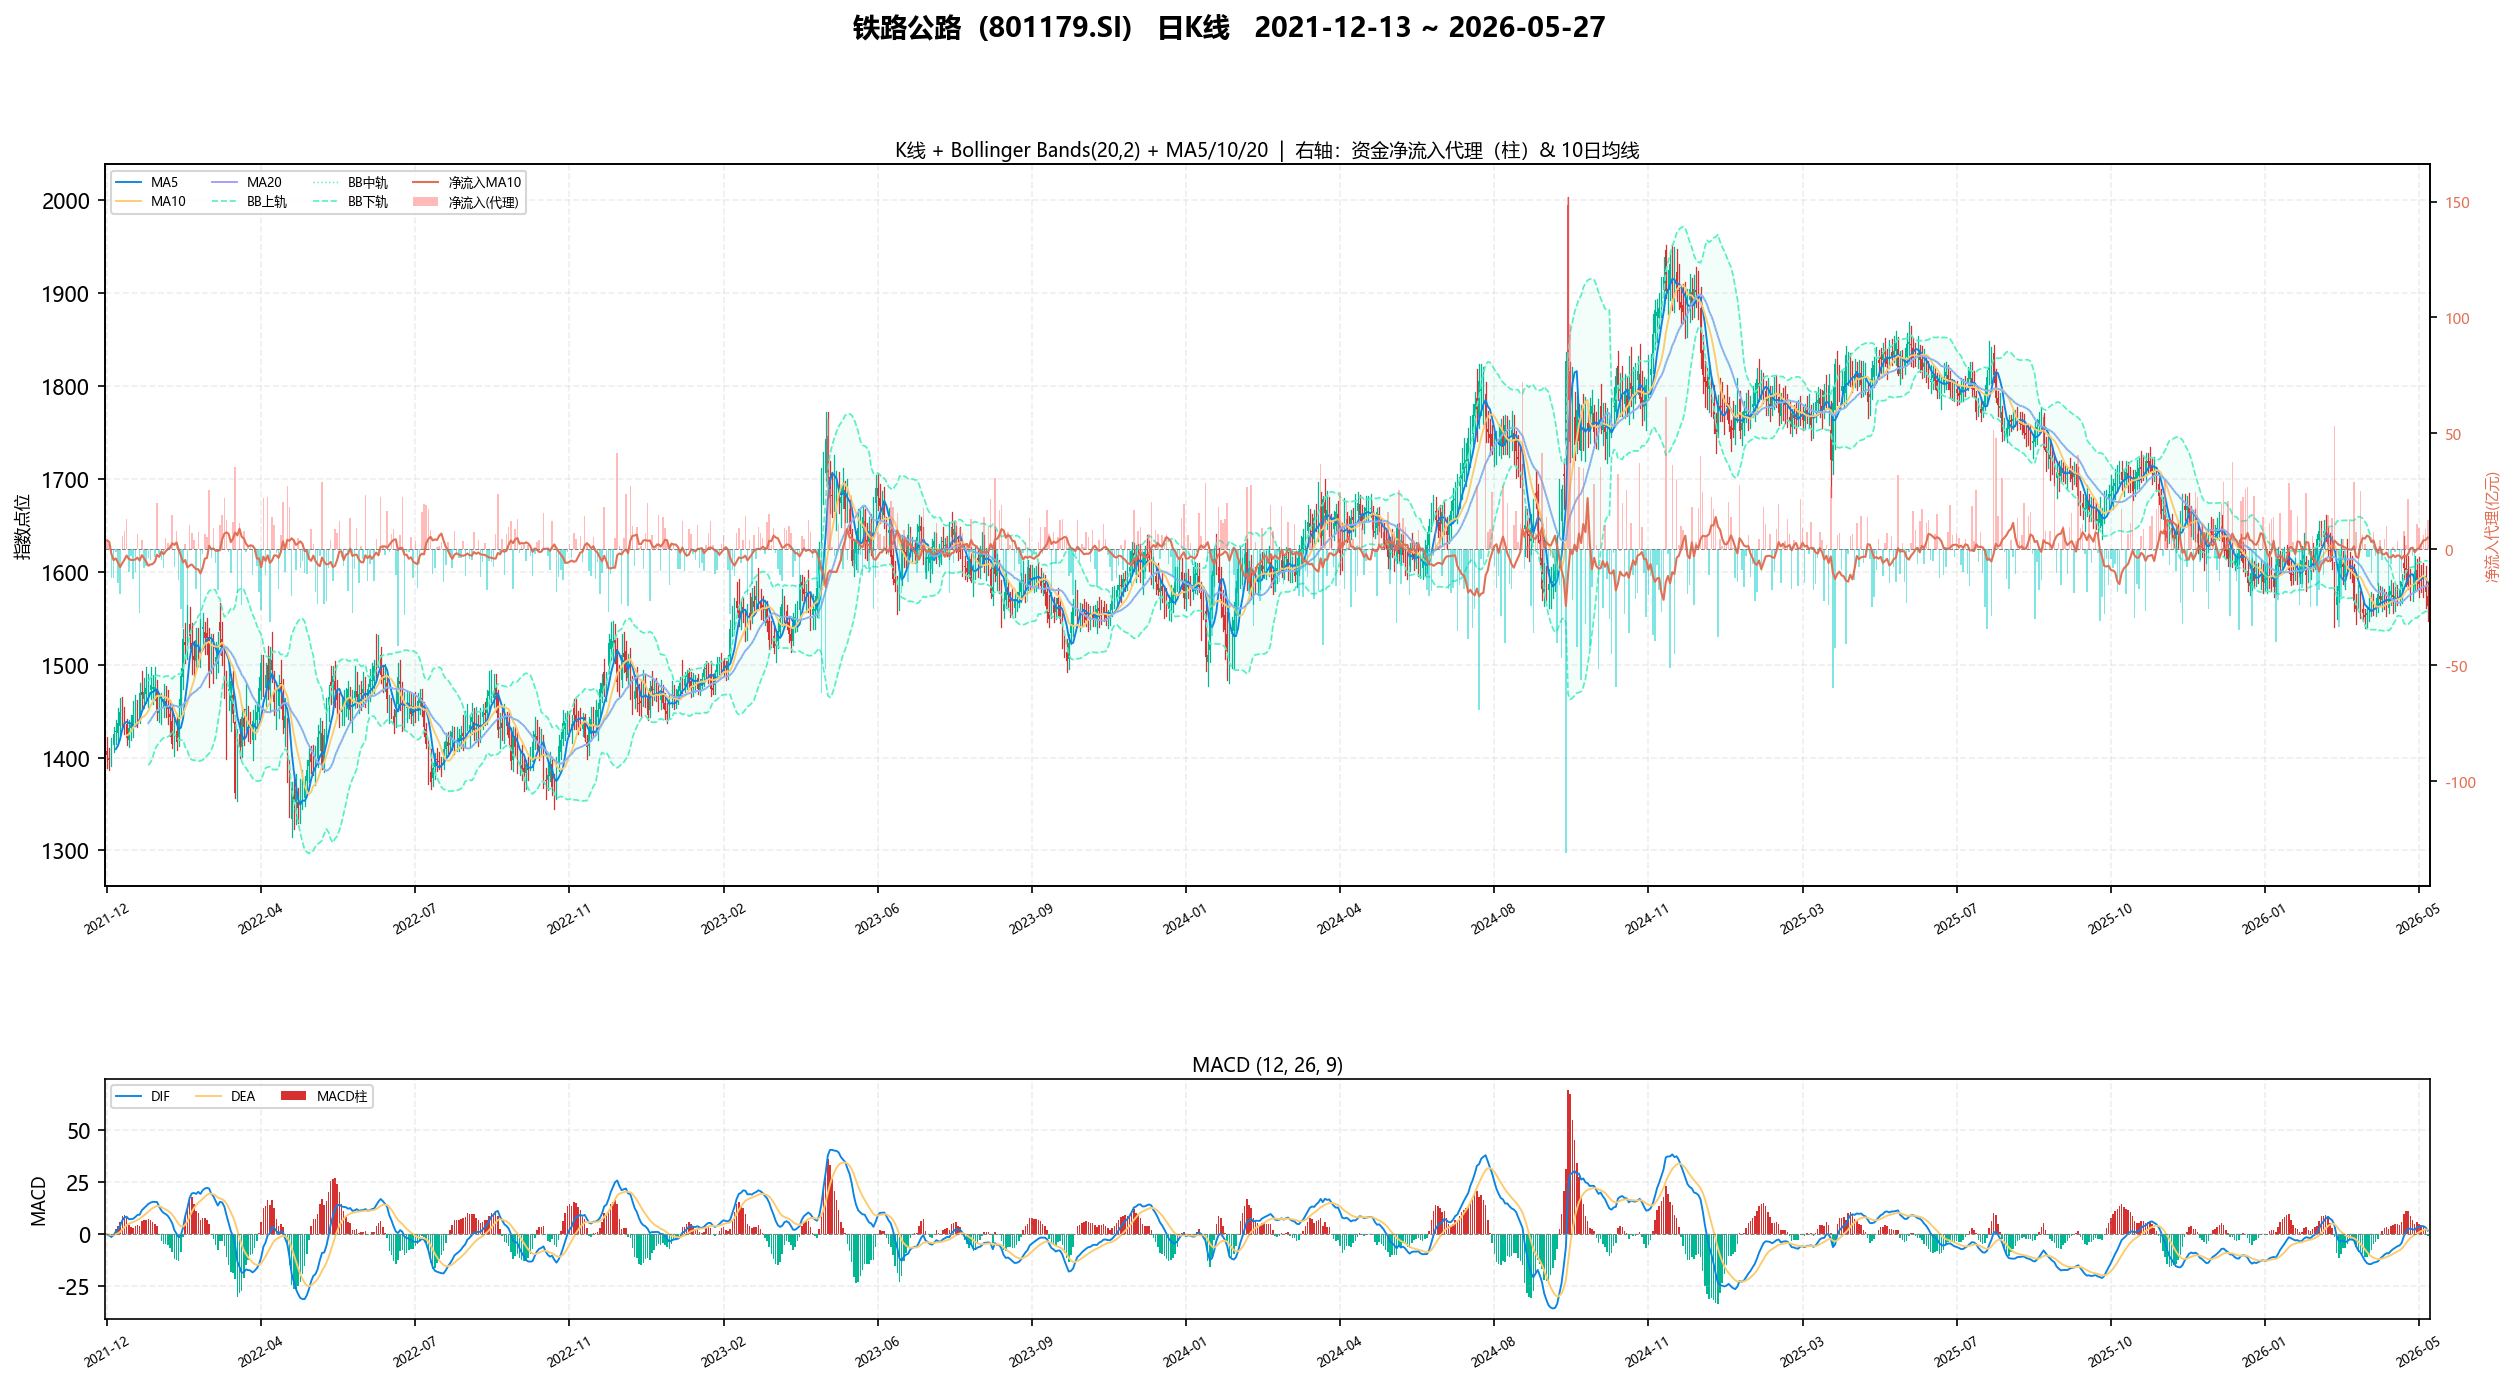 铁路公路 (801179.SI) 日K线 2021-12-13 ~ 2026-05-27
K线 + Bollinger Bands(20,2) + MA5/10/20 | 右轴：资金净流入代理（柱）& 10日均线
MA5 MA20 BB中轨 净流入MA10
MA10 BB上轨 BB下轨 净流入(代理)
2000
1900
1800
1700
1600
1500
1400
1300
指数点位
150
100
50
0
-50
-100
净流入代理(亿元)
2021-12 2022-04 2022-07 2022-11 2023-02 2023-06 2023-09 2024-01 2024-04 2024-08 2024-11 2025-03 2025-07 2025-10 2026-01 2026-05
MACD (12, 26, 9)
DIF DEA MACD柱
50
25
0
-25
MACD
2021-12 2022-04 2022-07 2022-11 2023-02 2023-06 2023-09 2024-01 2024-04 2024-08 2024-11 2025-03 2025-07 2025-10 2026-01 2026-05